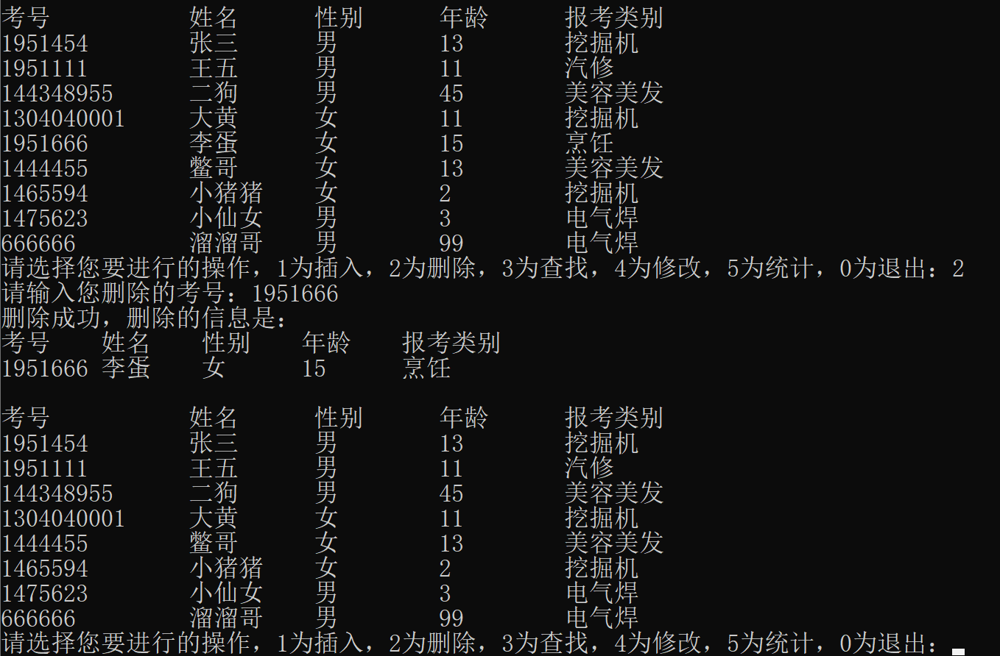 考号 姓名 性别 年龄 报考类别
1951454 张三 男 13 挖掘机
1951111 王五 男 11 汽修
144348955 二狗 男 45 美容美发
1304040001 大黄 女 11 挖掘机
1951666 李蛋 女 15 烹饪
1444455 鳖哥 女 13 美容美发
1465594 小猪猪 女 2 挖掘机
1475623 小仙女 男 3 电气焊
666666 溜溜哥 男 99 电气焊
请选择您要进行的操作，1为插入，2为删除，3为查找，4为修改，5为统计，0为退出：2
请输入您删除的考号：1951666
删除成功，删除的信息是：
考号 姓名 性别 年龄 报考类别
1951666 李蛋 女 15 烹饪
考号 姓名 性别 年龄 报考类别
1951454 张三 男 13 挖掘机
1951111 王五 男 11 汽修
144348955 二狗 男 45 美容美发
1304040001 大黄 女 11 挖掘机
1444455 鳖哥 女 13 美容美发
1465594 小猪猪 女 2 挖掘机
1475623 小仙女 男 3 电气焊
666666 溜溜哥 男 99 电气焊
请选择您要进行的操作，1为插入，2为删除，3为查找，4为修改，5为统计，0为退出：